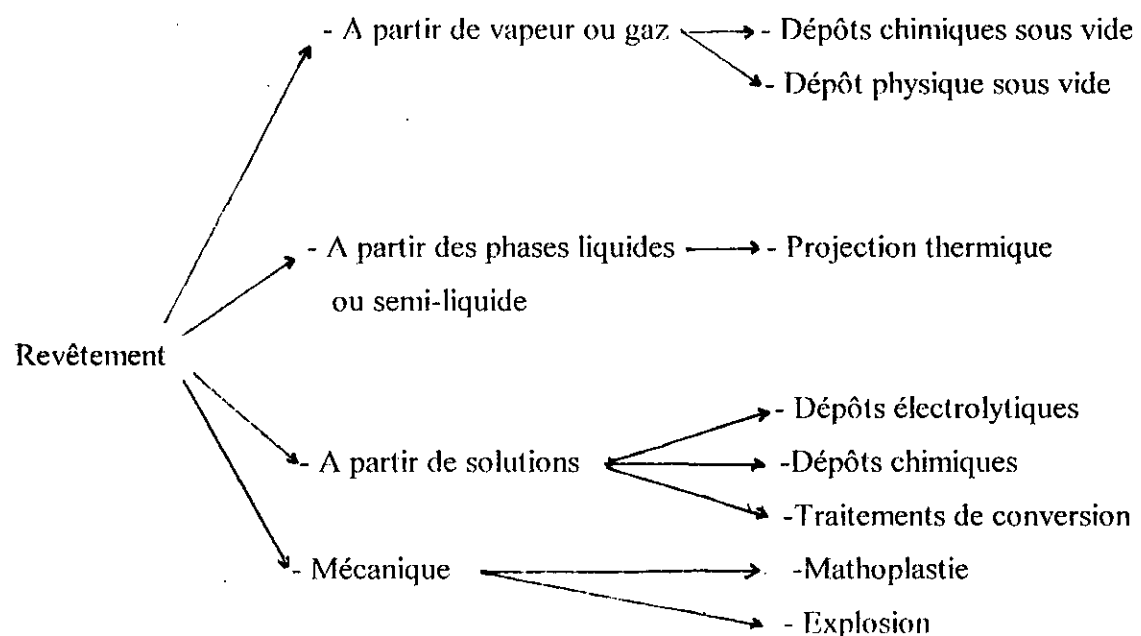 - A partir de vapeur ou gaz
- Dépôts chimiques sous vide
- Dépôt physique sous vide
- A partir des phases liquides
ou semi-liquide
- Projection thermique
Revêtement
- A partir de solutions
- Dépôts électrolytiques
-Dépôts chimiques
-Traitements de conversion
- Mécanique
-Mathoplastie
- Explosion